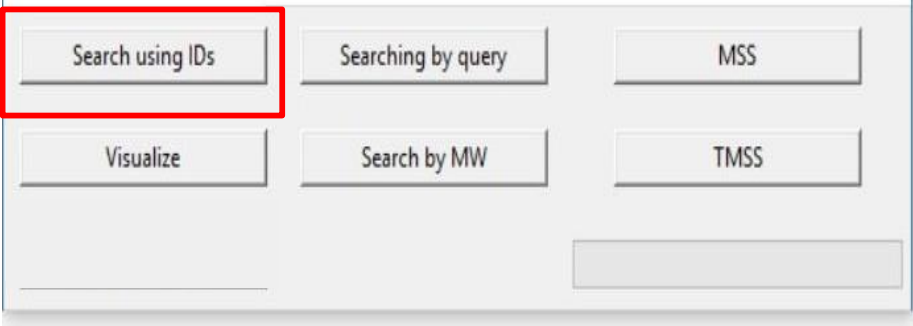 Search using IDs
Searching by query
MSS
Visualize
Search by MW
TMSS